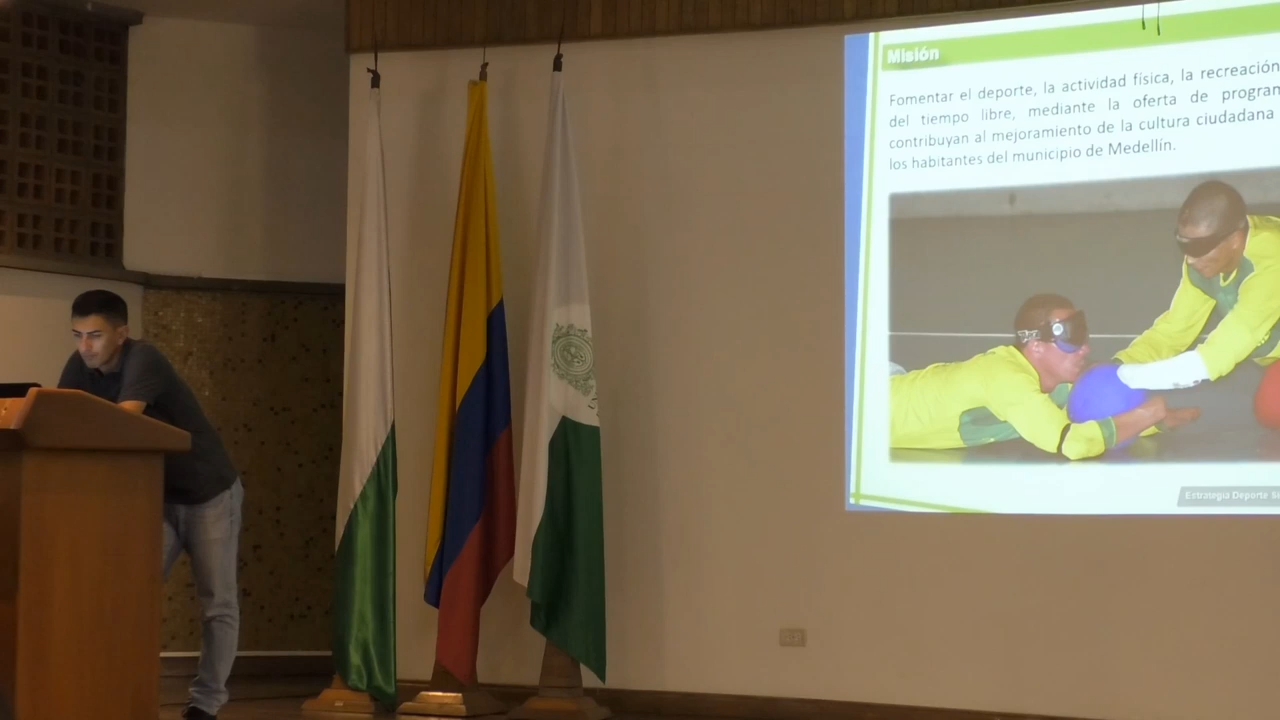 Misión
Fomentar el deporte, la actividad física, la recreación
del tiempo libre, mediante la oferta de program
contribuyan al mejoramiento de la cultura ciudadana
los habitantes del municipio de Medellín.
Estrategia Deporte S